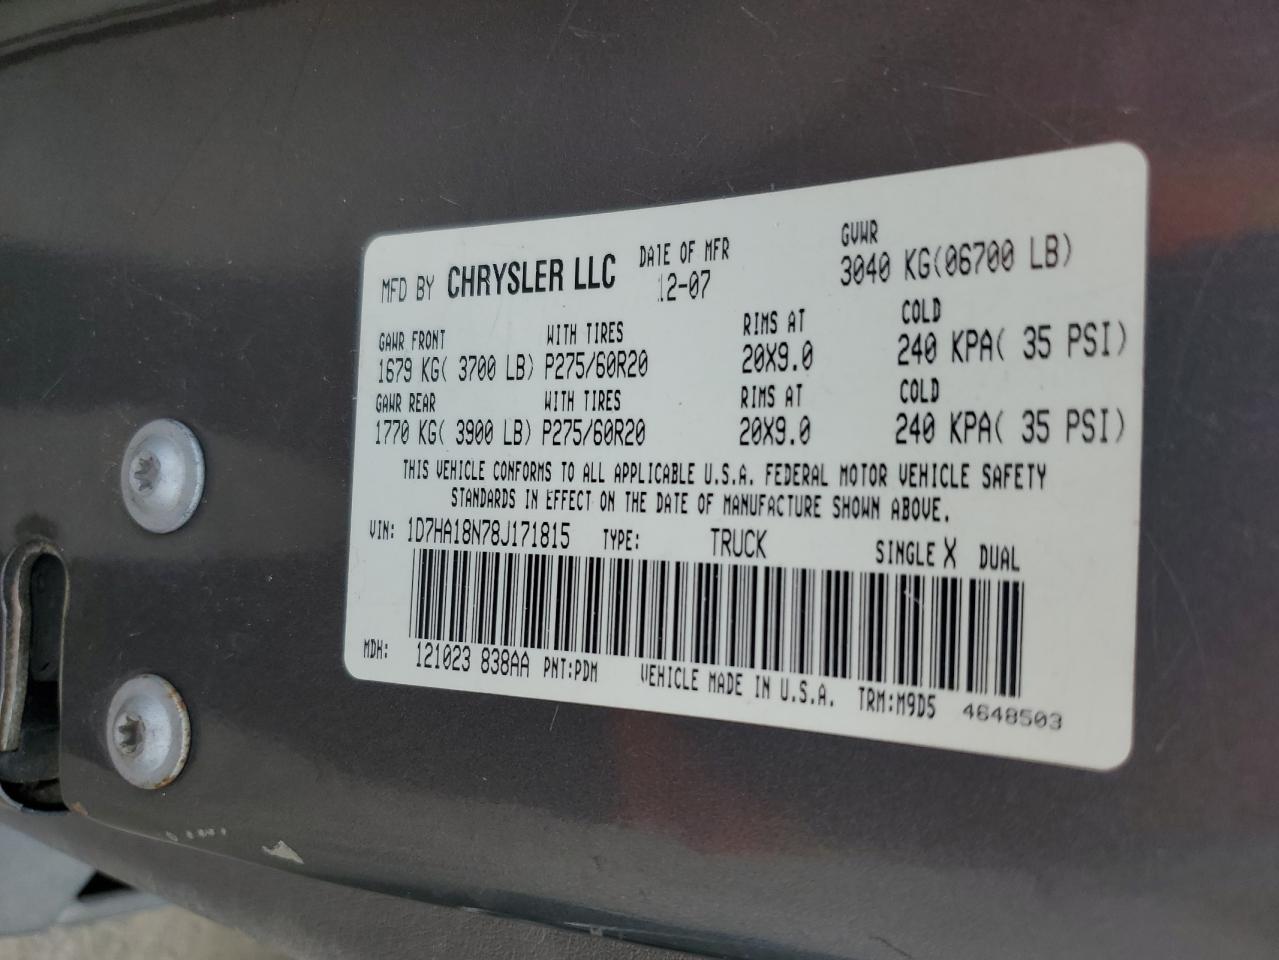 MFD BY CHRYSLER LLC DATE OF MFR 12-07 GVWR 3040 KG(06700 LB)
GAWR FRONT WITH TIRES RIMS AT COLD
1679 KG( 3700 LB) P275/60R20 20X9.0 240 KPA( 35 PSI)
GAWR REAR WITH TIRES RIMS AT COLD
1770 KG( 3900 LB) P275/60R20 20X9.0 240 KPA( 35 PSI)
THIS VEHICLE CONFORMS TO ALL APPLICABLE U.S.A. FEDERAL MOTOR VEHICLE SAFETY
STANDARDS IN EFFECT ON THE DATE OF MANUFACTURE SHOWN ABOVE.
VIN: 1D7HA18N78J171815 TYPE: TRUCK SINGLE X DUAL
MDH: 121023 838AA PNT:PDM VEHICLE MADE IN U.S.A. TRM:M9D5 4648503